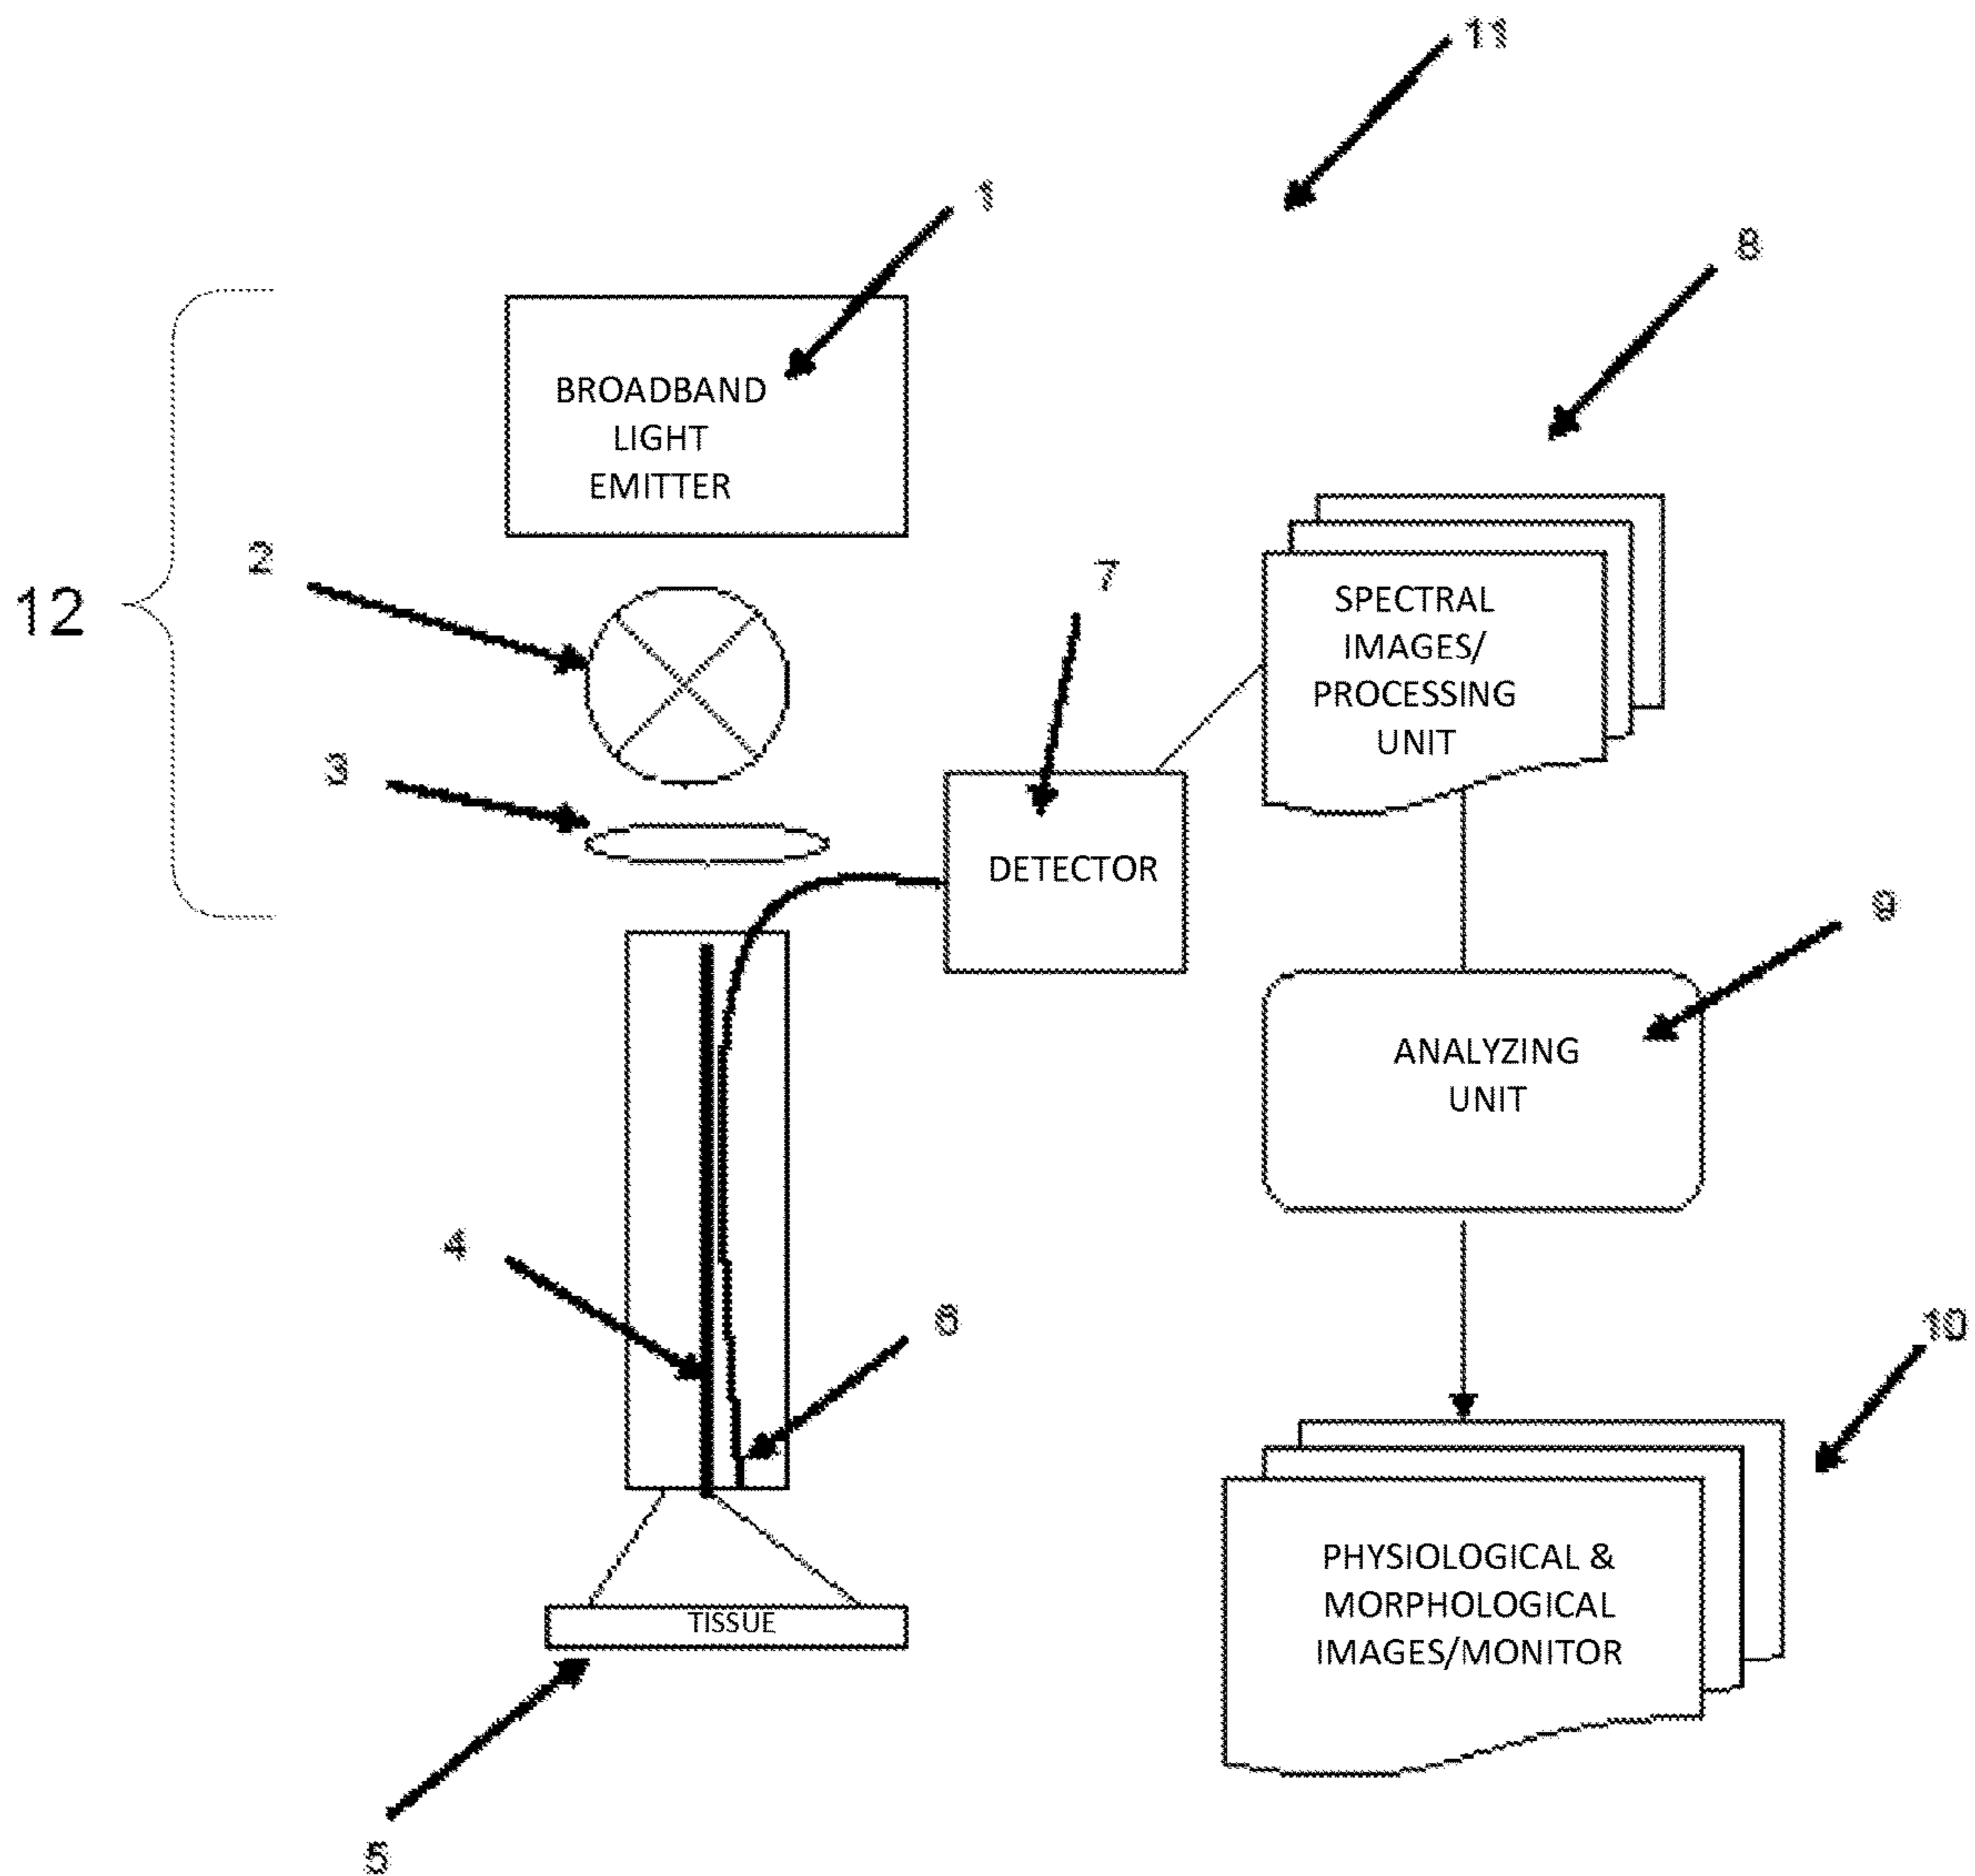 11
1
8
BROADBAND
LIGHT
EMITTER
2
12
7
SPECTRAL
IMAGES/
PROCESSING
UNIT
3
DETECTOR
9
ANALYZING
UNIT
4
6
10
PHYSIOLOGICAL &
MORPHOLOGICAL
IMAGES/MONITOR
TISSUE
5